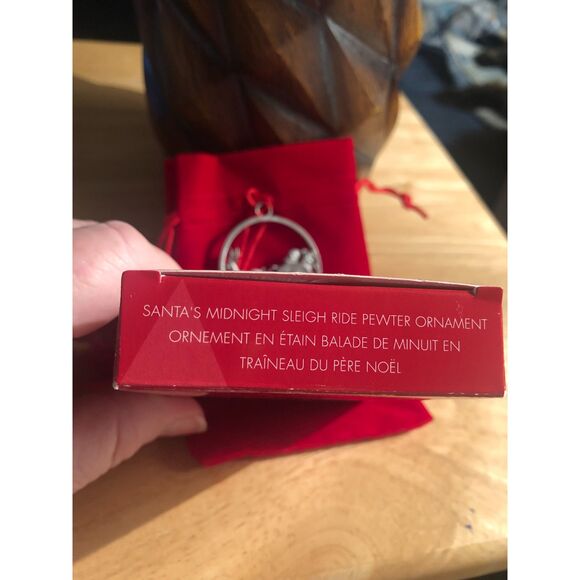 SANTA'S MIDNIGHT SLEIGH RIDE PEWTER ORNAMENT
ORNEMENT EN ÉTAIN BALADE DE MINUIT EN
TRAÎNEAU DU PÈRE NOËL